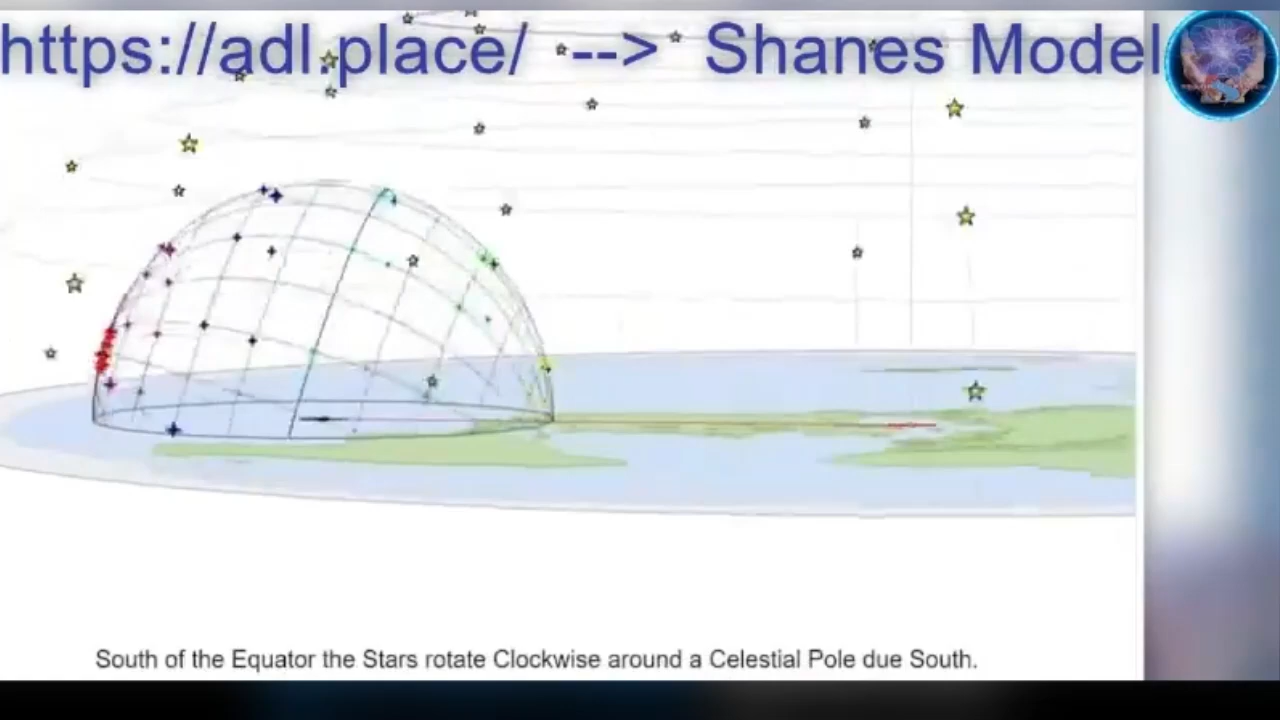 https://adl.place/ --> Shanes Model
South of the Equator the Stars rotate Clockwise around a Celestial Pole due South.